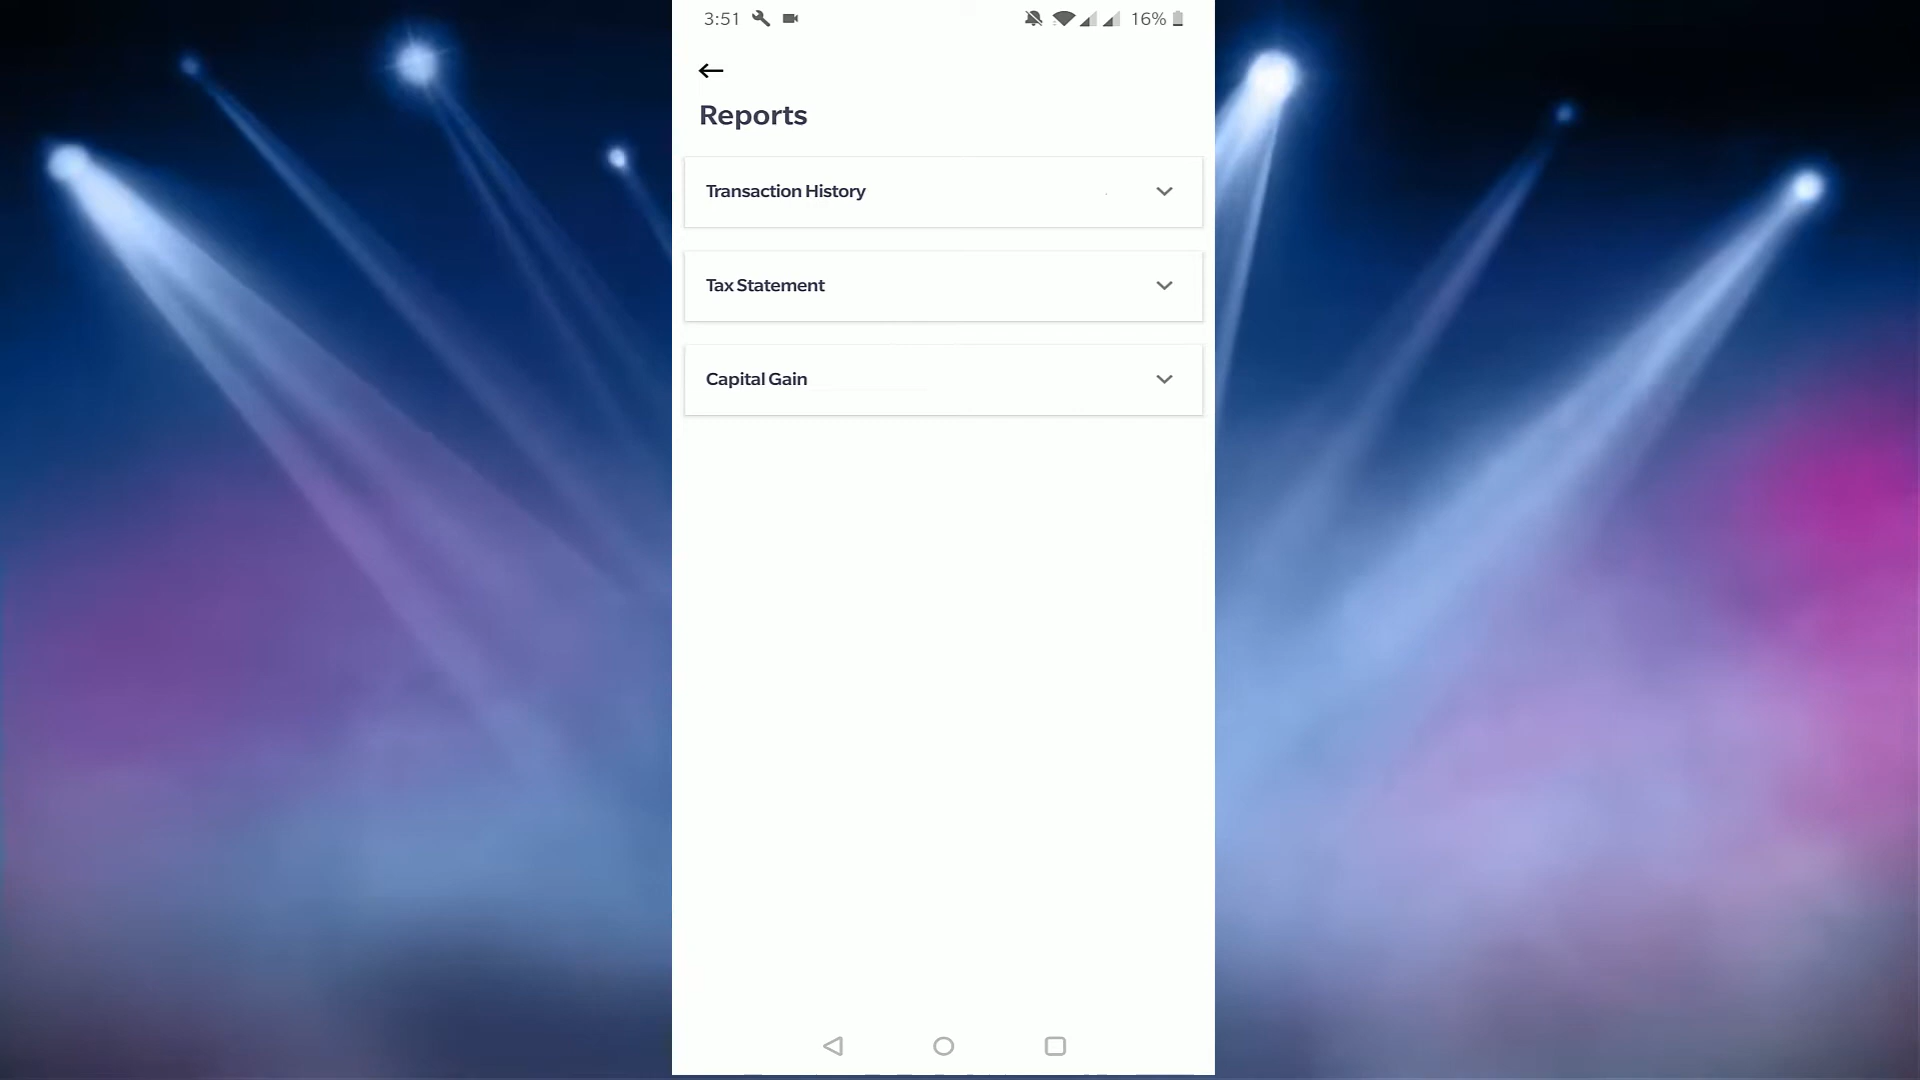 3:51
16%
Reports
Transaction History
Tax Statement
Capital Gain